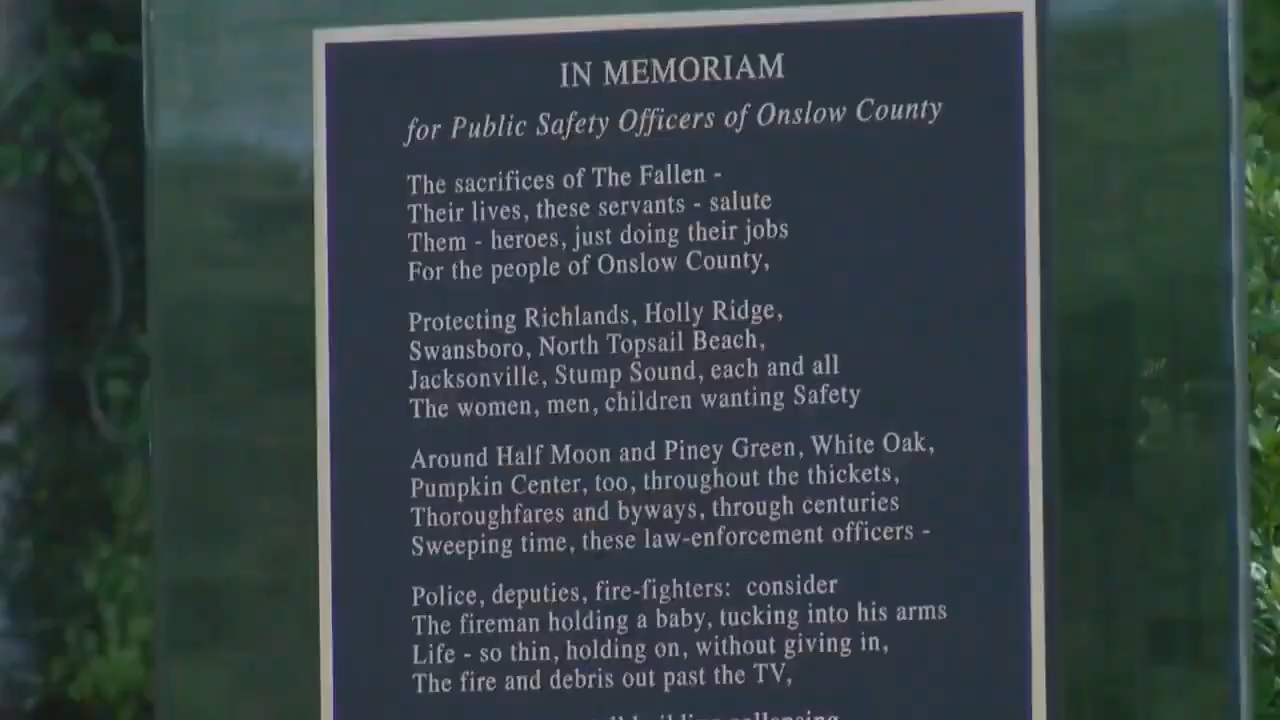 IN MEMORIAM
for Public Safety Officers of Onslow County
The sacrifices of The Fallen -
Their lives, these servants - salute
Them - heroes, just doing their jobs
For the people of Onslow County,
Protecting Richlands, Holly Ridge,
Swansboro, North Topsail Beach,
Jacksonville, Stump Sound, each and all
The women, men, children wanting Safety
Around Half Moon and Piney Green, White Oak,
Pumpkin Center, too, throughout the thickets,
Thoroughfares and byways, through centuries
Sweeping time, these law-enforcement officers -
Police, deputies, fire-fighters: consider
The fireman holding a baby, tucking into his arms
Life - so thin, holding on, without giving in,
The fire and debris out past the TV,
building collapsing